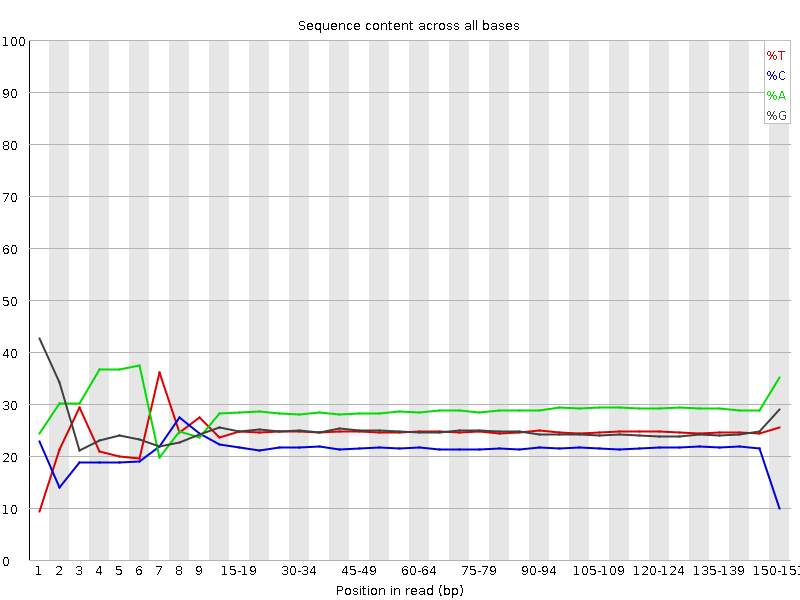 Sequence content across all bases
100
90
80
70
60
50
40
30
20
10
0
%T
%C
%A
%G
1 2 3 4 5 6 7 8 9 15-19 30-34 45-49 60-64 75-79 90-94 105-109 120-124 135-139 150-151
Position in read (bp)